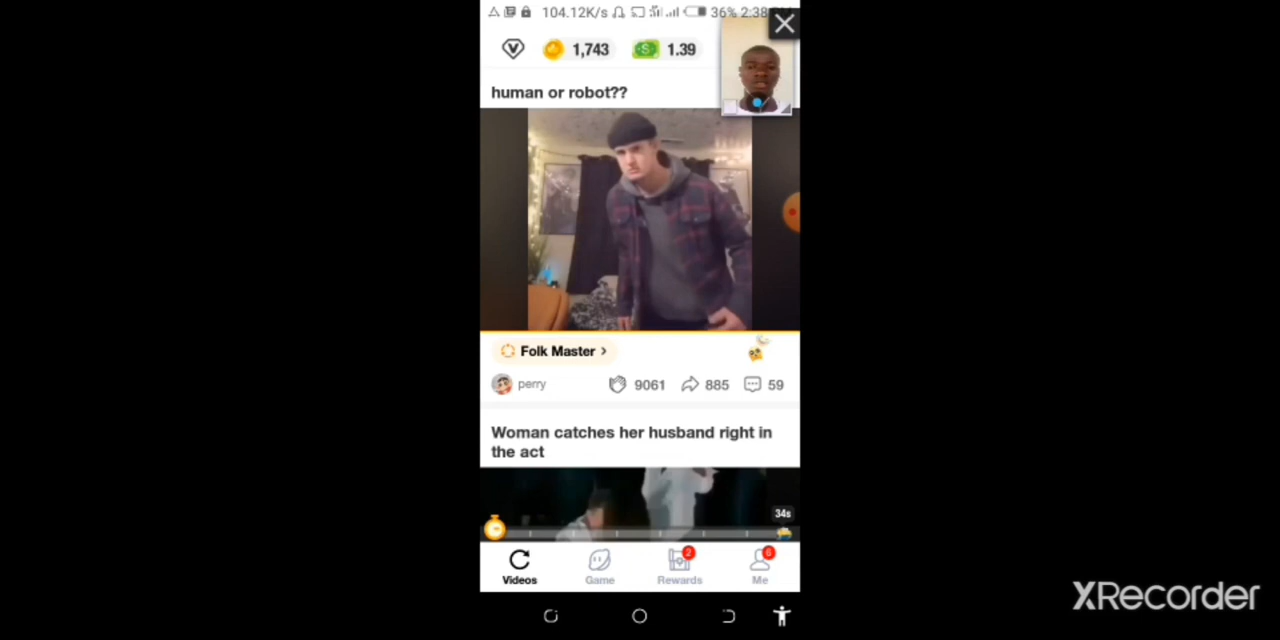 104.12K/s 36% 2:38
1,743
1.39
human or robot??
Folk Master >
perry 9061 885 59
Woman catches her husband right in
the act
34s
2 6
Videos Game Rewards Me
XRecorder